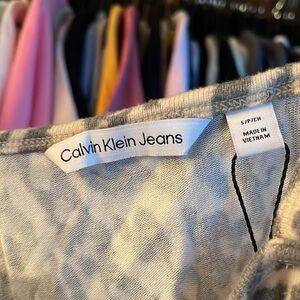 Calvin Klein Jeans
S/P/CH
MADE IN
VIETNAM